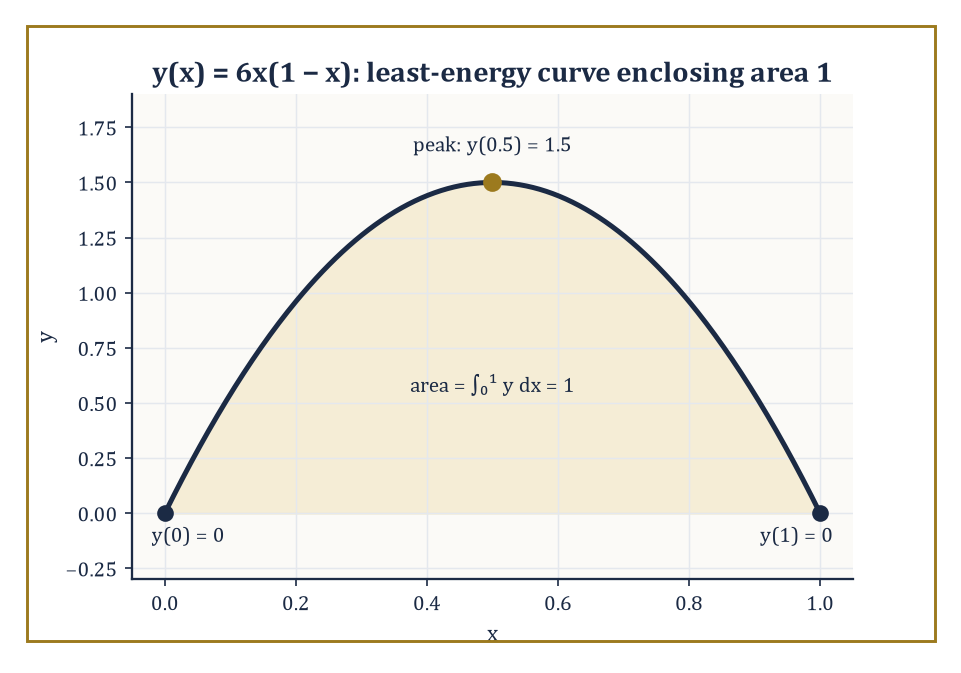 y(x) = 6x(1 − x): least-energy curve enclosing area 1
1.75
peak: y(0.5) = 1.5
1.50
1.25
1.00
y
0.75
area = ∫₀¹ y dx = 1
0.50
0.25
0.00
y(0) = 0
y(1) = 0
−0.25
0.0
0.2
0.4
0.6
0.8
1.0
x